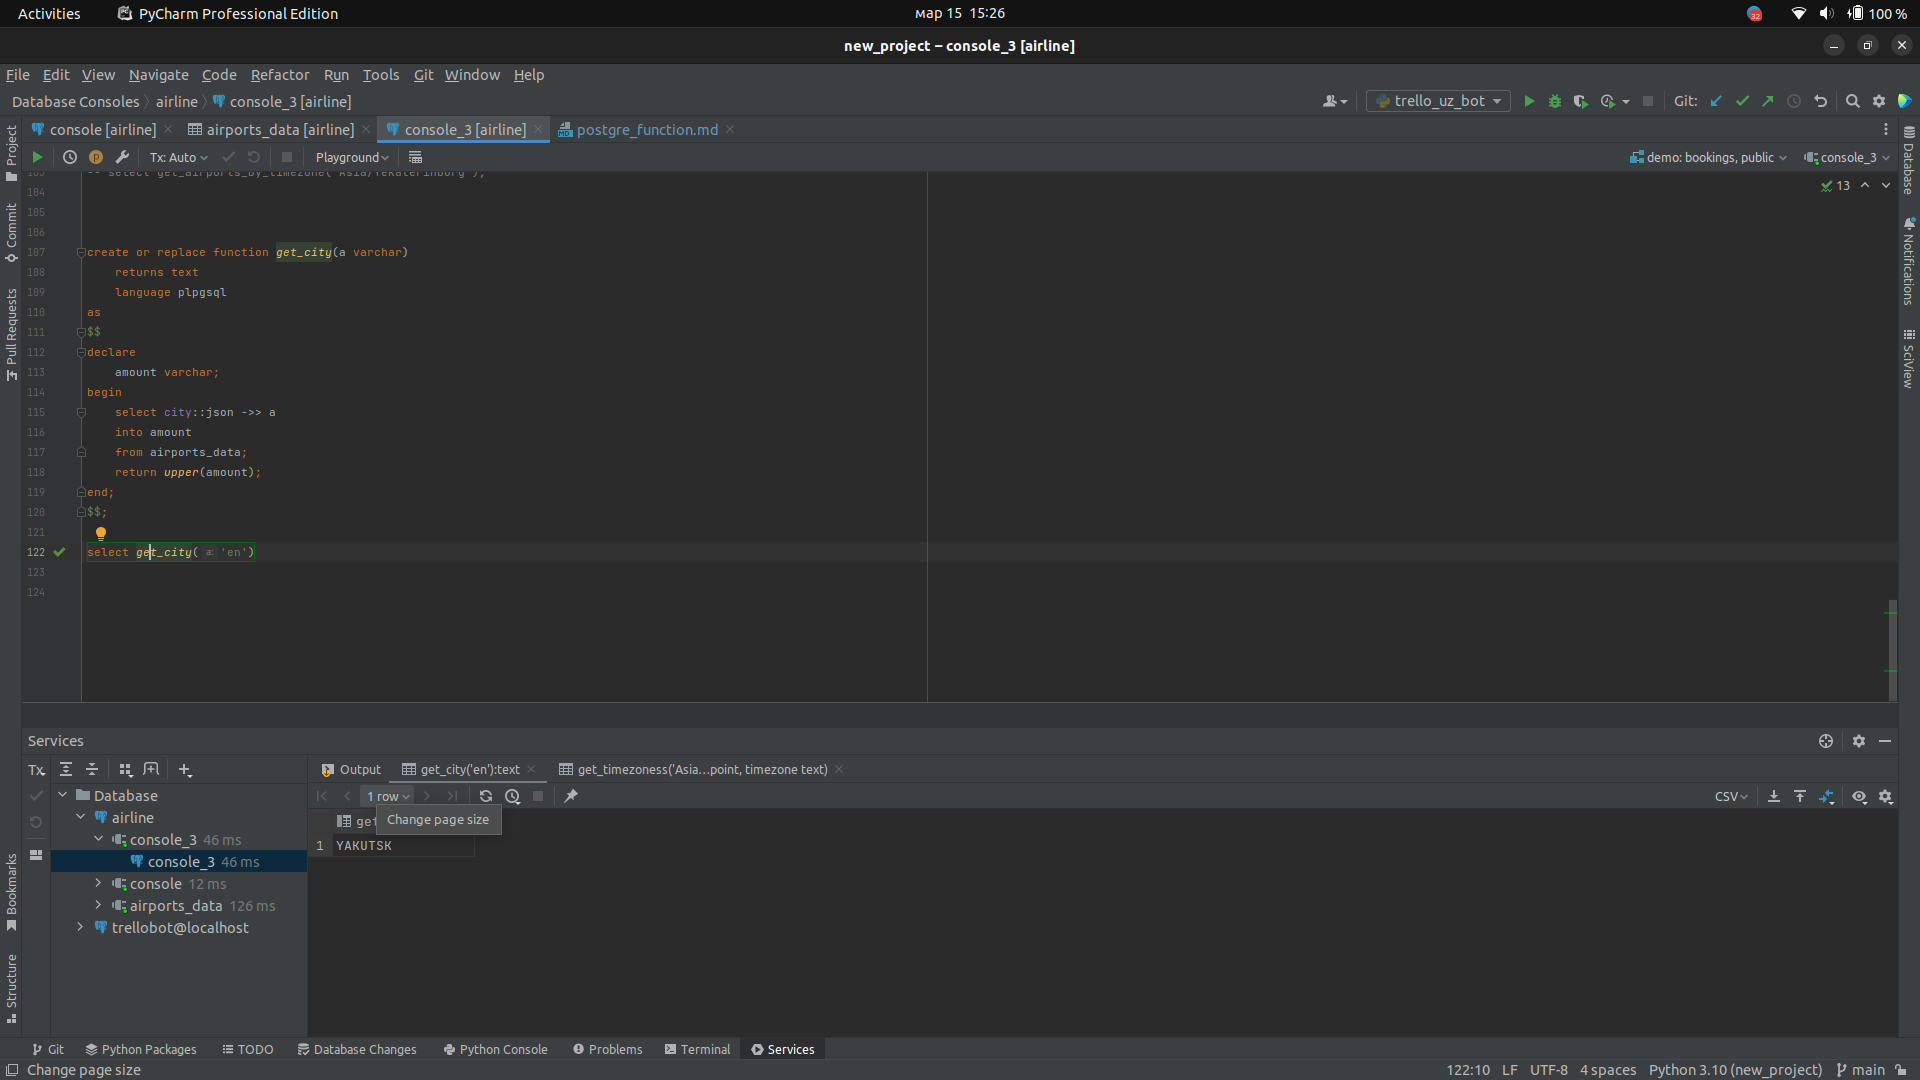 Activities PyCharm Professional Edition мар 15 15:26 32 100 %
new_project – console_3 [airline]
File Edit View Navigate Code Refactor Run Tools Git Window Help
Database Consoles airline console_3 [airline] trello_uz_bot Git:
console [airline] airports_data [airline] console_3 [airline] postgre_function.md
Tx: Auto Playground demo: bookings, public console_3
103 -- select get_airports_by_timezone('Asia/Yekaterinburg');
13
104
105
106
107 create or replace function get_city(a varchar)
108 returns text
109 language plpgsql
110 as
111 $$
112 declare
113 amount varchar;
114 begin
115 select city::json ->> a
116 into amount
117 from airports_data;
118 return upper(amount);
119 end;
120 $$;
121
122 select get_city( a: 'en')
123
124
Project
Commit
Pull Requests
Bookmarks
Structure
Database
Notifications
SciView
Services
Tx
Database
airline
console_3 46 ms
console_3 46 ms
console 12 ms
airports_data 126 ms
trellobot@localhost
Output get_city('en'):text get_timezoness('Asia...point, timezone text)
1 row CSV
get
Change page size
1 YAKUTSK
Git Python Packages TODO Database Changes Python Console Problems Terminal Services
Change page size 122:10 LF UTF-8 4 spaces Python 3.10 (new_project) main